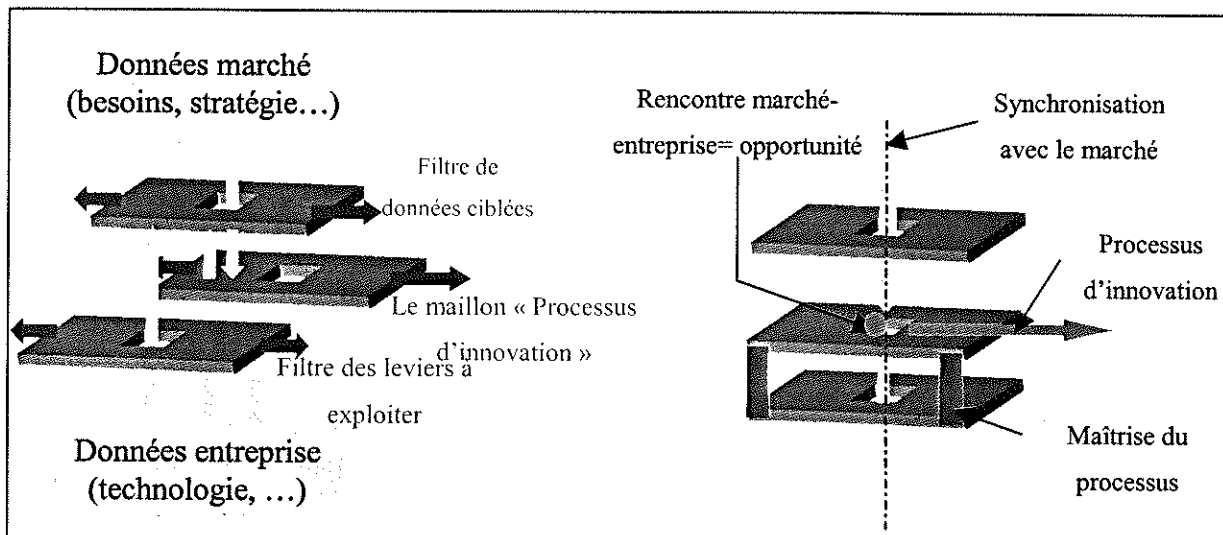 Données marché
(besoins, stratégie…)
Filtre de
données ciblées
Le maillon « Processus
d’innovation »
Filtre des leviers à
exploiter
Données entreprise
(technologie, …)
Rencontre marché-
entreprise= opportunité
Synchronisation
avec le marché
Processus
d’innovation
Maîtrise du
processus